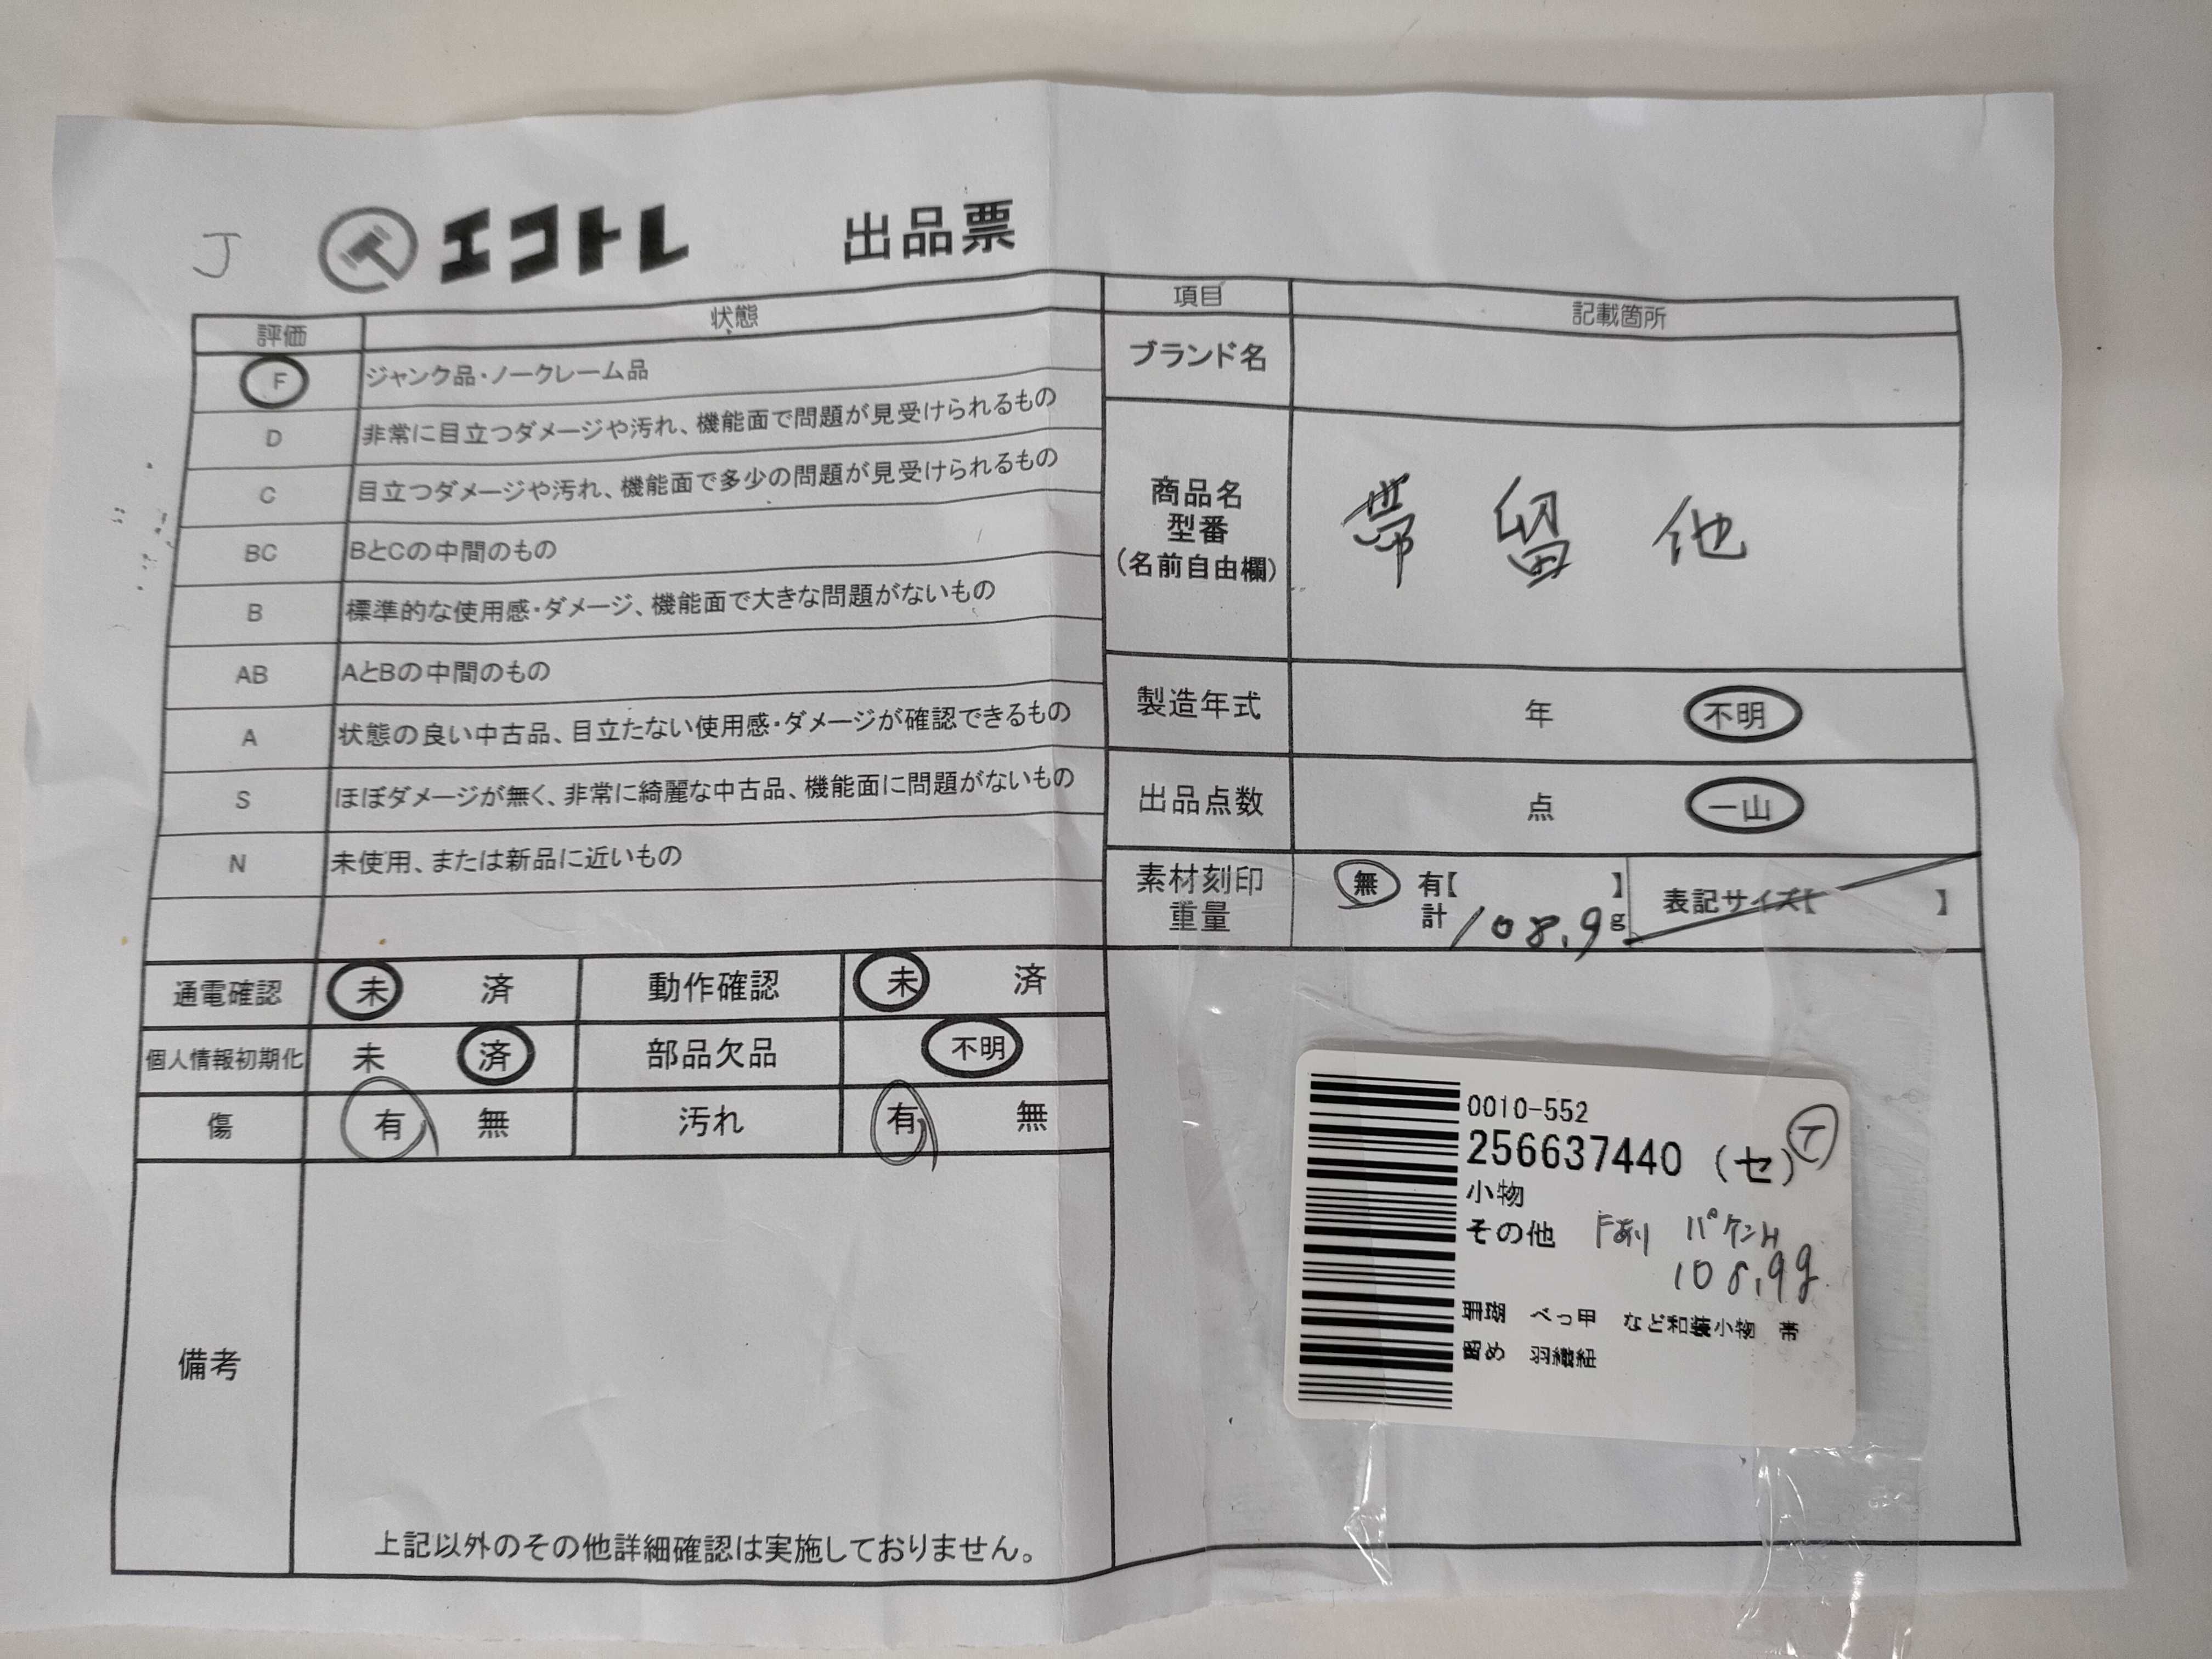 J エコトレ 出品票
評価 状態
F ジャンク品・ノークレーム品
D 非常に目立つダメージや汚れ、機能面で問題が見受けられるもの
C 目立つダメージや汚れ、機能面で多少の問題が見受けられるもの
BC BとCの中間のもの
B 標準的な使用感・ダメージ、機能面で大きな問題がないもの
AB AとBの中間のもの
A 状態の良い中古品、目立たない使用感・ダメージが確認できるもの
S ほぼダメージが無く、非常に綺麗な中古品、機能面に問題がないもの
N 未使用、または新品に近いもの
通電確認 未 済 動作確認 未 済
個人情報初期化 未 済 部品欠品 不明
傷 有 無 汚れ 有 無
備考
上記以外のその他詳細確認は実施しておりません。
項目 記載箇所
ブランド名
商品名
型番
(名前自由欄)
帯留他
製造年式 年 不明
出品点数 点 一山
素材刻印 無 有【 】 表記サイズ【 】
重量 計 108.9g
0010-552
256637440 (セ) イ
小物
その他 Fあり パケンH
108.9g
珊瑚 べっ甲 など和装小物 帯
留め 羽織紐